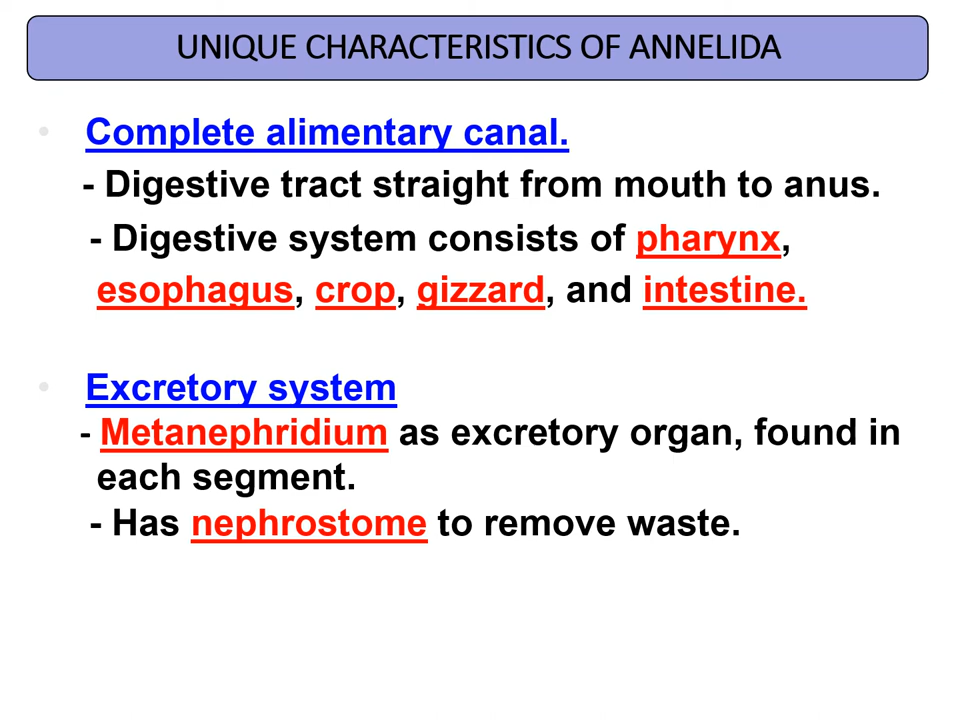 UNIQUE CHARACTERISTICS OF ANNELIDA
• Complete alimentary canal.
- Digestive tract straight from mouth to anus.
- Digestive system consists of pharynx,
esophagus, crop, gizzard, and intestine.
• Excretory system
- Metanephridium as excretory organ, found in
each segment.
- Has nephrostome to remove waste.